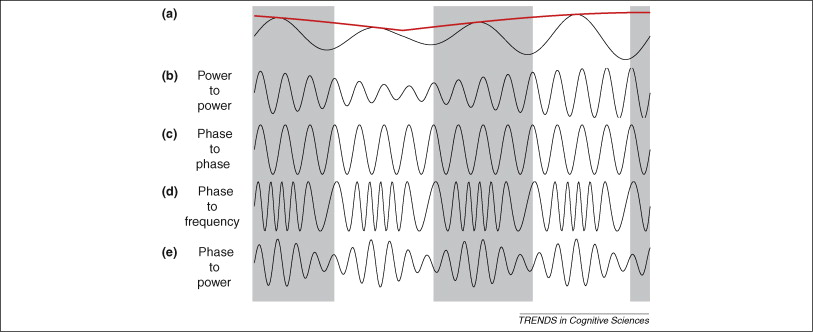 (a)
(b) Power
to
power
(c) Phase
to
phase
(d) Phase
to
frequency
(e) Phase
to
power
TRENDS in Cognitive Sciences